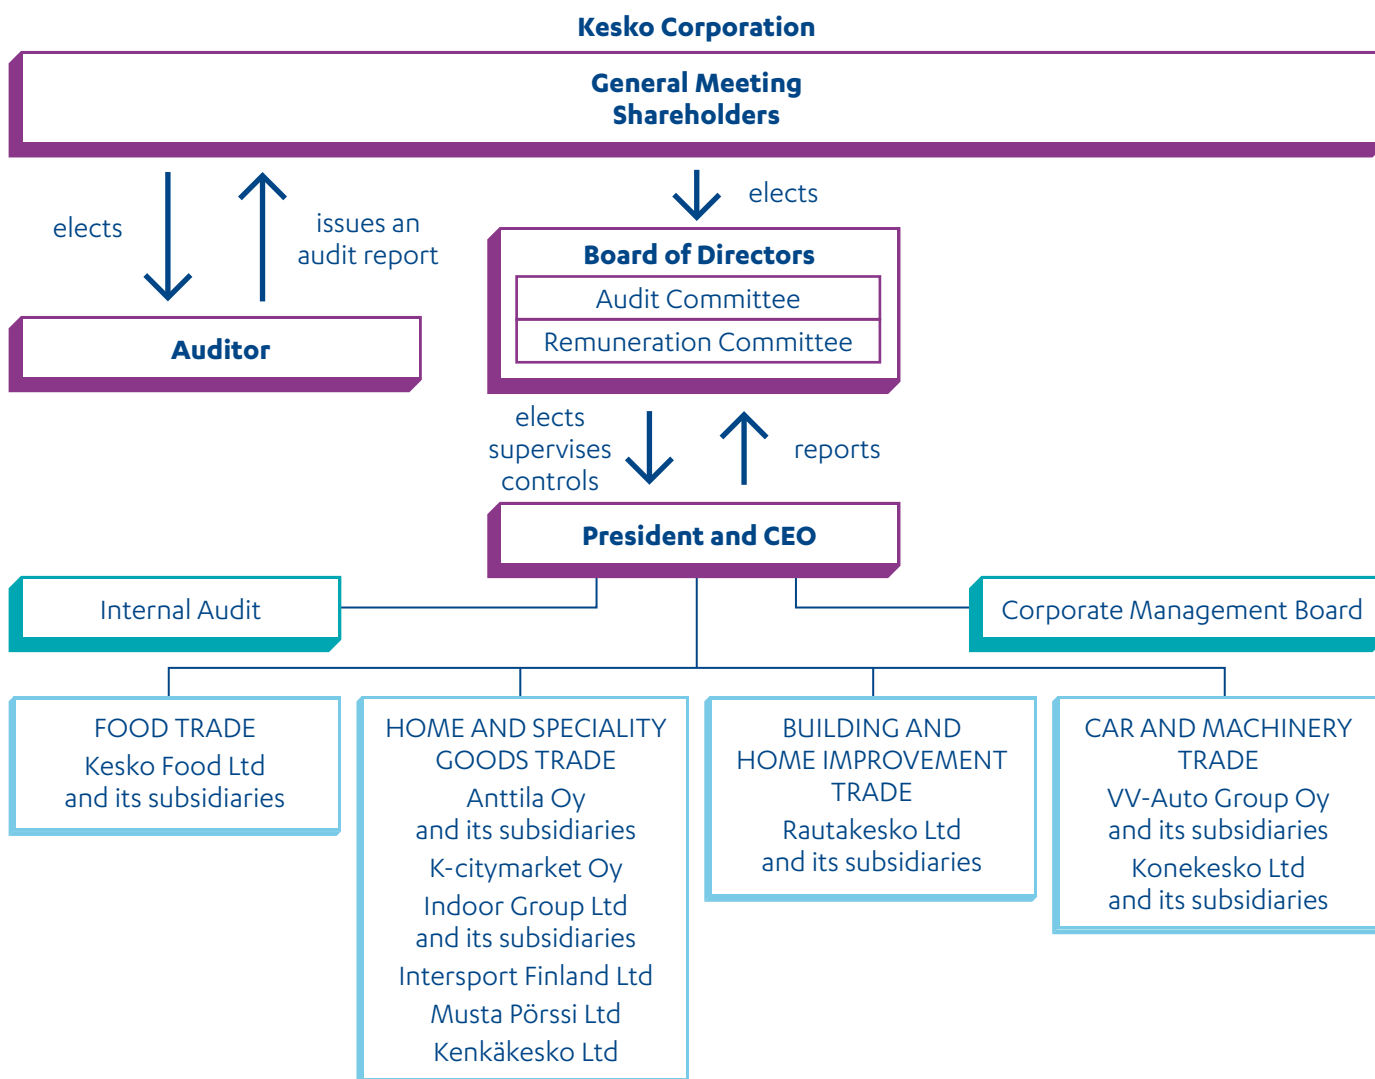 Kesko Corporation
General Meeting
Shareholders
elects
issues an
audit report
elects
Auditor
Board of Directors
Audit Committee
Remuneration Committee
elects
supervises
controls
reports
President and CEO
Internal Audit
Corporate Management Board
FOOD TRADE
Kesko Food Ltd
and its subsidiaries
HOME AND SPECIALITY
GOODS TRADE
Anttila Oy
and its subsidiaries
K-citymarket Oy
Indoor Group Ltd
and its subsidiaries
Intersport Finland Ltd
Musta Pörssi Ltd
Kenkäkesko Ltd
BUILDING AND
HOME IMPROVEMENT
TRADE
Rautakesko Ltd
and its subsidiaries
CAR AND MACHINERY
TRADE
VV-Auto Group Oy
and its subsidiaries
Konekesko Ltd
and its subsidiaries